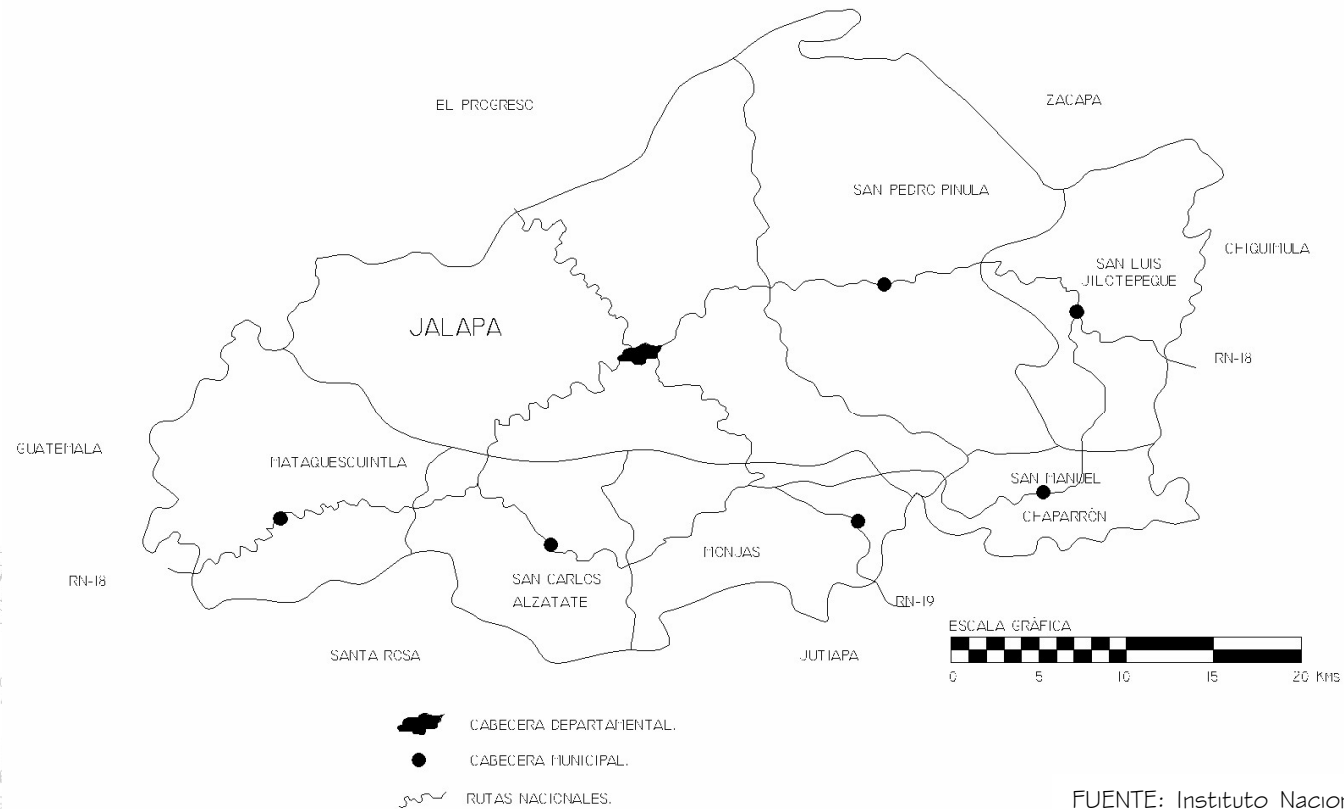 EL PROGRESO
ZACAPA
SAN PEDRO PINULA
CHIQUIMULA
SAN LUIS
JILOTEPEQUE
JALAPA
RN-18
GUATEMALA
MATAQUESCUINTLA
SAN MANUEL
CHAPARRÒN
MONJAS
RN-18
SAN CARLOS
ALZATATE
RN-19
ESCALA GRÀFICA
SANTA ROSA
JUTIAPA
0 5 10 15 20 KMS
CABECERA DEPARTAMENTAL.
CABECERA MUNICIPAL.
RUTAS NACIONALES.
FUENTE: Instituto Nacion